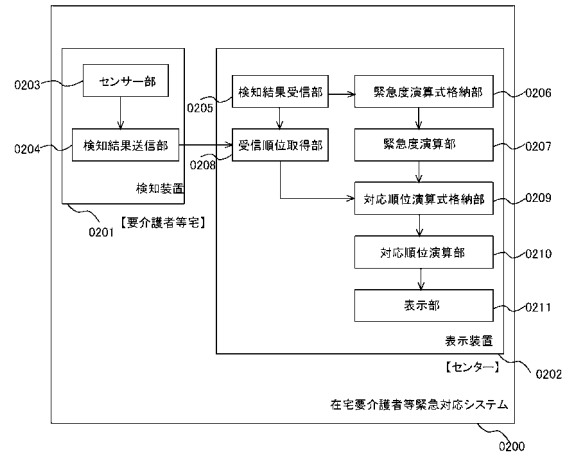 0203
センサー部
0204
検知結果送信部
検知装置
0201
【要介護者等宅】
0205
検知結果受信部
0208
受信順位取得部
緊急度演算式格納部
0206
緊急度演算部
0207
対応順位演算式格納部
0209
対応順位演算部
0210
表示部
0211
表示装置
【センター】
0202
在宅要介護者等緊急対応システム
0200